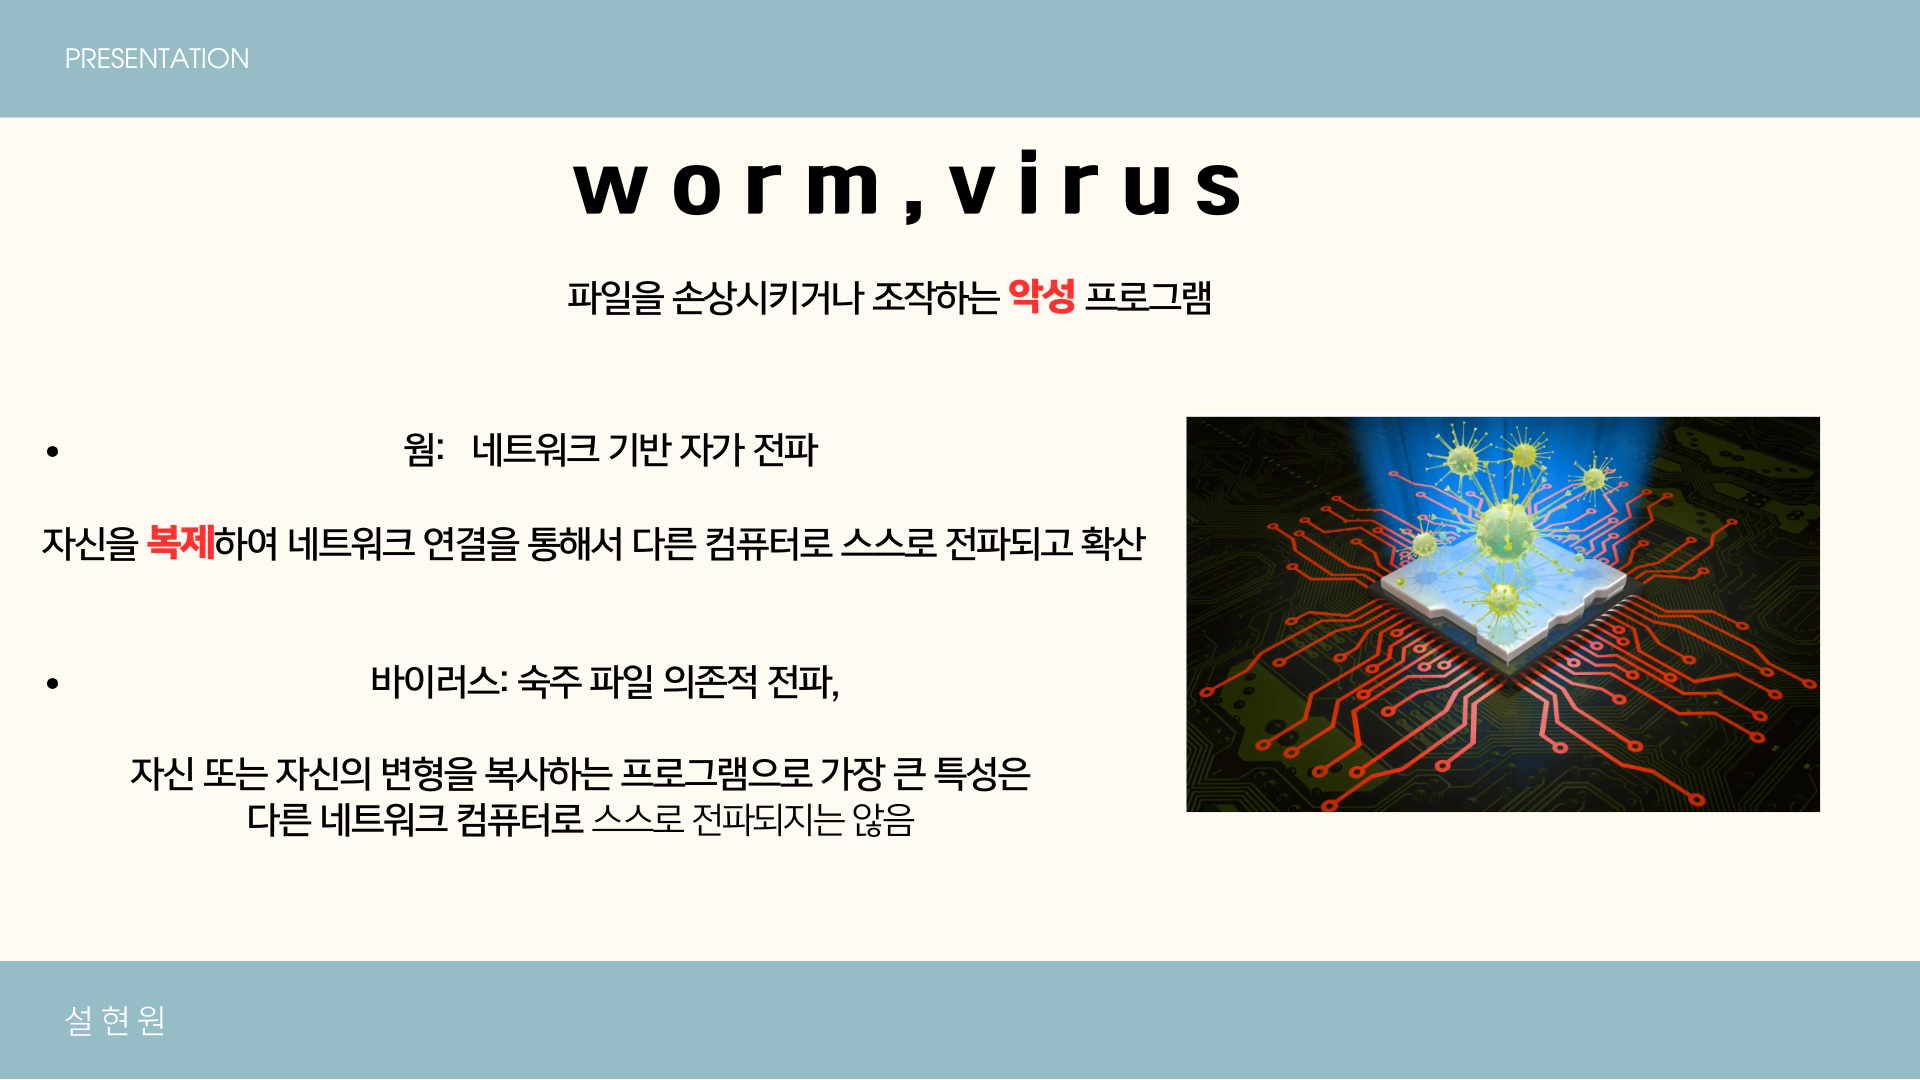 PRESENTATION
worm,virus
파일을 손상시키거나 조작하는 악성 프로그램
• 웜: 네트워크 기반 자가 전파
자신을 복제하여 네트워크 연결을 통해서 다른 컴퓨터로 스스로 전파되고 확산
• 바이러스: 숙주 파일 의존적 전파,
자신 또는 자신의 변형을 복사하는 프로그램으로 가장 큰 특성은
다른 네트워크 컴퓨터로 스스로 전파되지는 않음
설현원